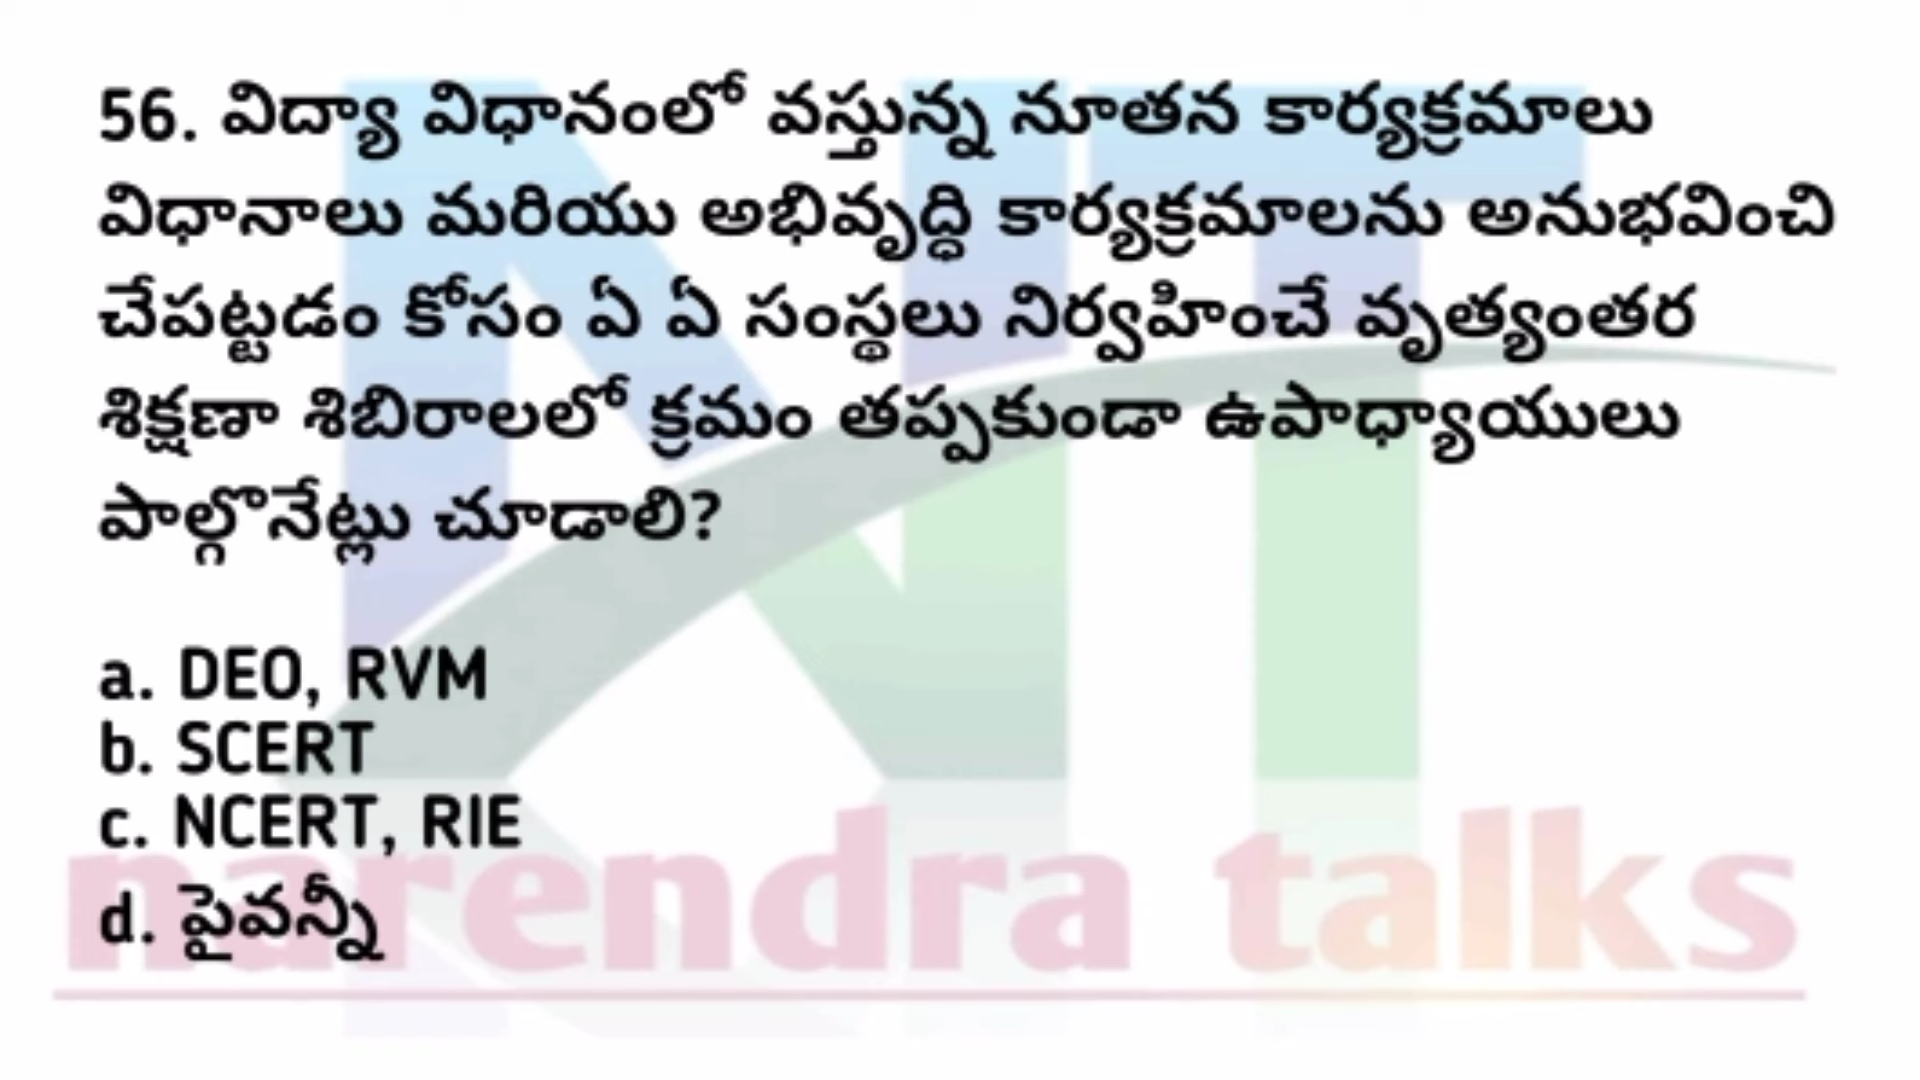 56. విద్యా విధానంలో వస్తున్న నూతన కార్యక్రమాలు
విధానాలు మరియు అభివృద్ధి కార్యక్రమాలను అనుభవించి
చేపట్టడం కోసం ఏ ఏ సంస్థలు నిర్వహించే వృత్యంతర
శిక్షణా శిబిరాలలో క్రమం తప్పకుండా ఉపాధ్యాయులు
పాల్గొనేట్లు చూడాలి?
a. DEO, RVM
b. SCERT
c. NCERT, RIE
d. పైవన్నీ
narendra talks